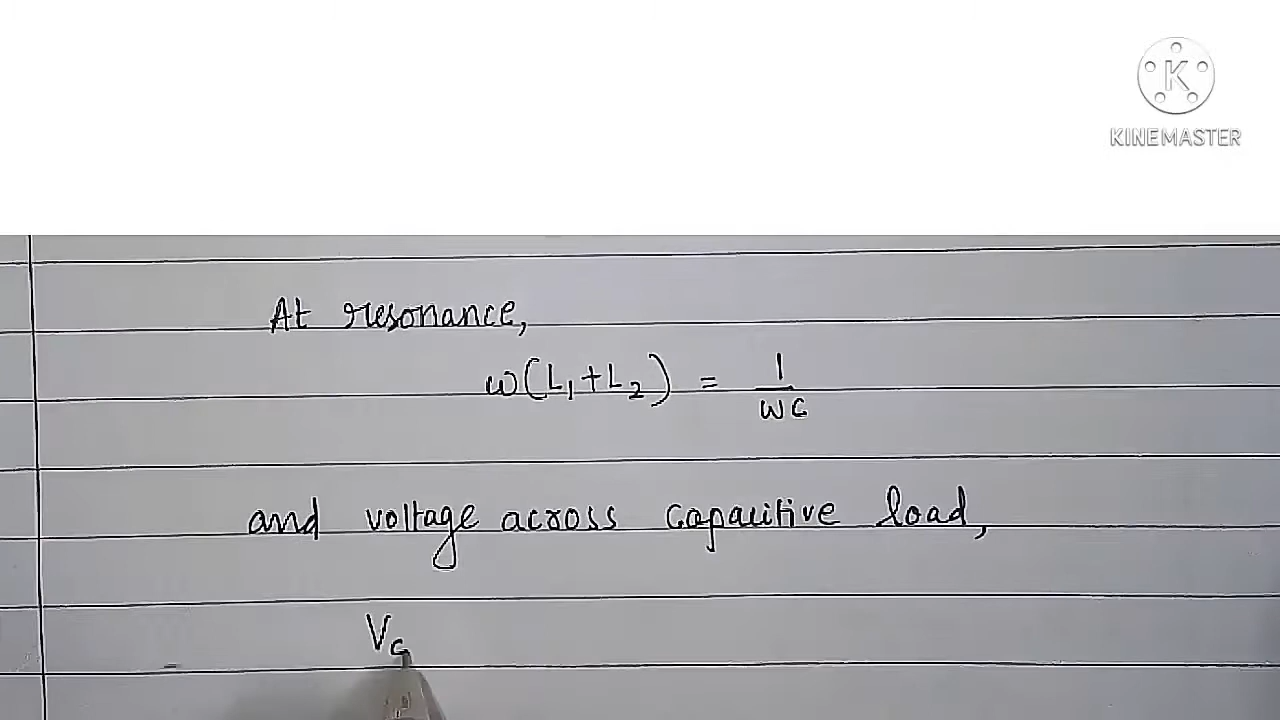 K
KINEMASTER
At resonance,
ω(L₁+L₂) = 1/ωC
and voltage across capacitive load,
V_C